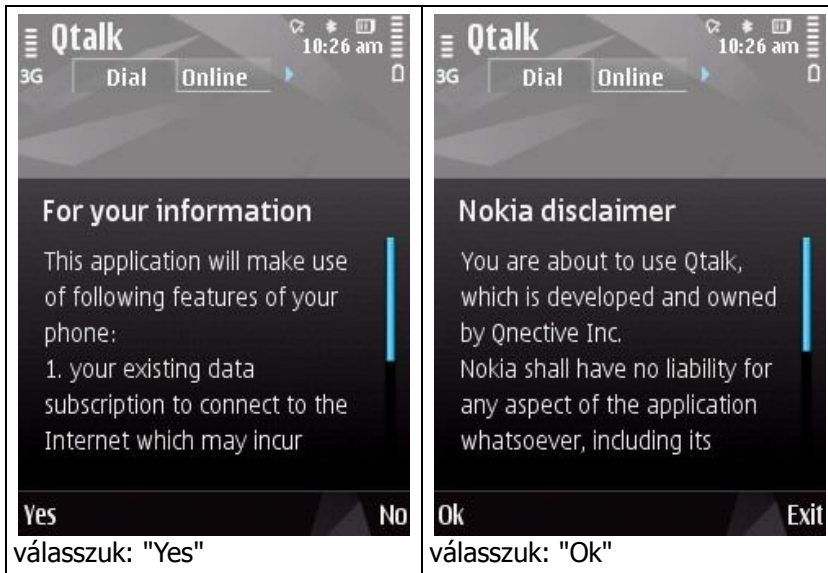 Qtalk
10:26 am
3G
Dial
Online
For your information
This application will make use
of following features of your
phone:
1. your existing data
subscription to connect to the
Internet which may incur
Yes
No
válasszuk: "Yes"
Qtalk
10:26 am
3G
Dial
Online
Nokia disclaimer
You are about to use Qtalk,
which is developed and owned
by Qnective Inc.
Nokia shall have no liability for
any aspect of the application
whatsoever, including its
Ok
Exit
válasszuk: "Ok"